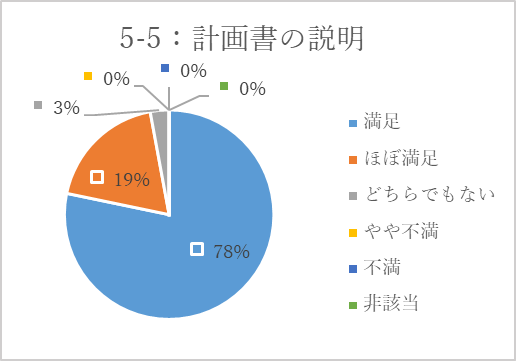 5-5：計画書の説明
0%
0%
0%
3%
19%
78%
満足
ほぼ満足
どちらでもない
やや不満
不満
非該当